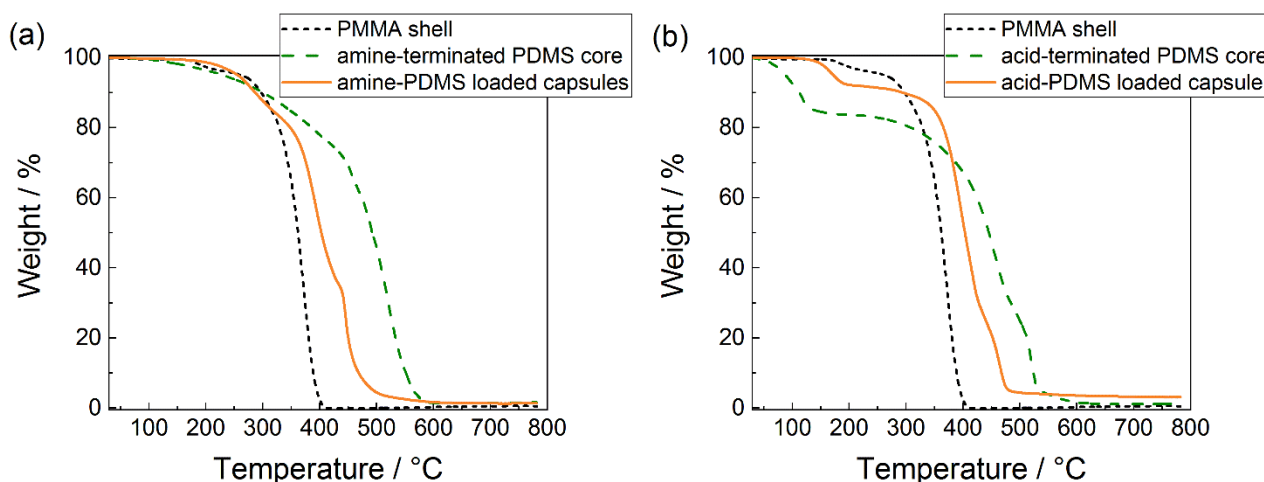 (a)
PMMA shell
amine-terminated PDMS core
amine-PDMS loaded capsules
100
80
60
40
20
0
Weight / %
100 200 300 400 500 600 700 800
Temperature / °C
(b)
PMMA shell
acid-terminated PDMS core
acid-PDMS loaded capsules
100
80
60
40
20
0
Weight / %
100 200 300 400 500 600 700 800
Temperature / °C